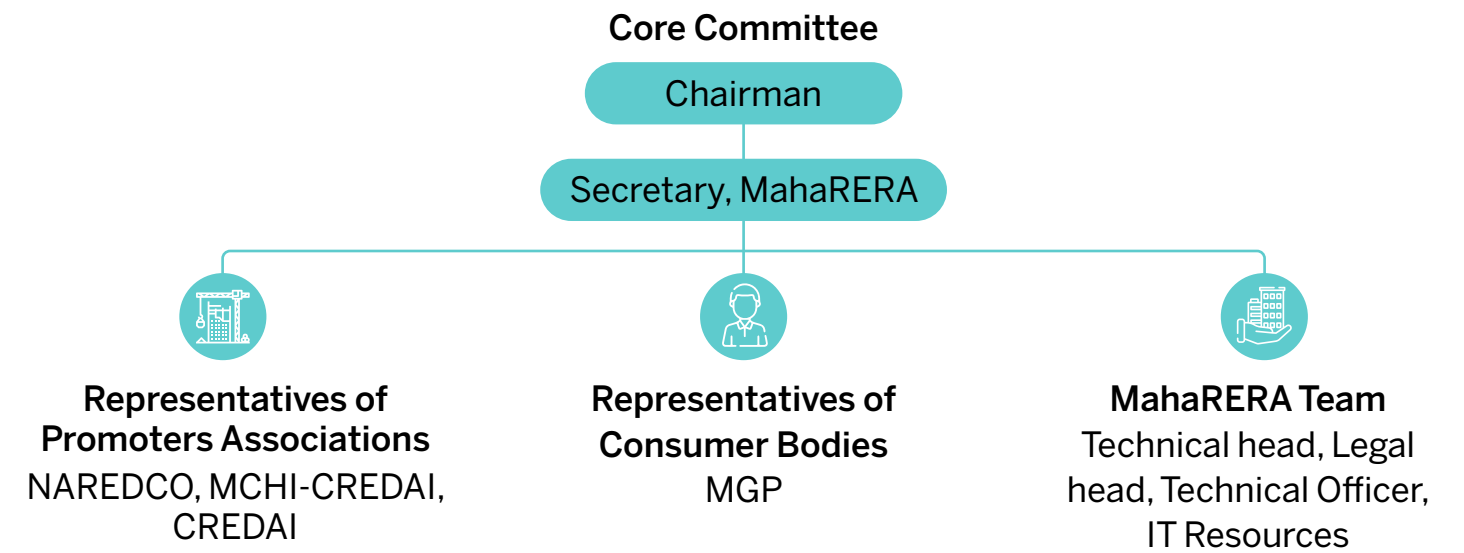 Core Committee
Chairman
Secretary, MahaRERA
Representatives of
Promoters Associations
NAREDCO, MCHI-CREDAI,
CREDAI
Representatives of
Consumer Bodies
MGP
MahaRERA Team
Technical head, Legal
head, Technical Officer,
IT Resources